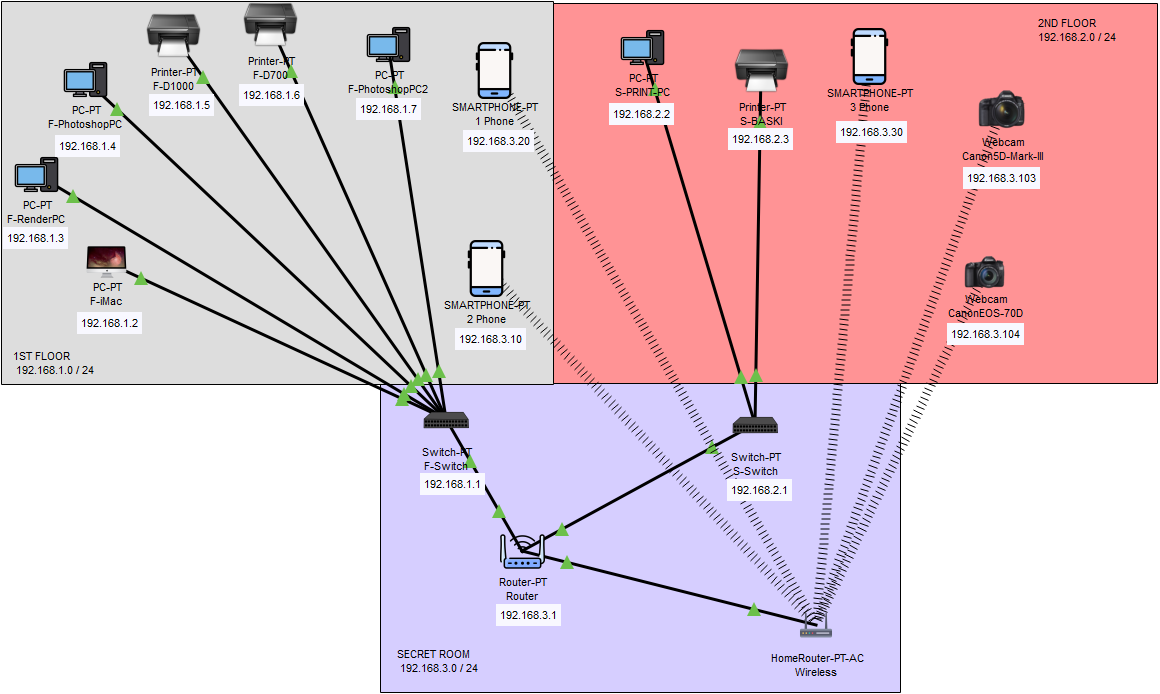 Printer-PT
F-D1000
192.168.1.5
Printer-PT
F-D700
192.168.1.6
PC-PT
F-PhotoshopPC2
192.168.1.7
SMARTPHONE-PT
1 Phone
192.168.3.20
PC-PT
F-PhotoshopPC
192.168.1.4
PC-PT
F-RenderPC
192.168.1.3
PC-PT
F-iMac
192.168.1.2
SMARTPHONE-PT
2 Phone
192.168.3.10
1ST FLOOR
192.168.1.0 / 24
2ND FLOOR
192.168.2.0 / 24
PC-PT
S-PRINT-PC
192.168.2.2
Printer-PT
S-BASKI
192.168.2.3
SMARTPHONE-PT
3 Phone
192.168.3.30
Webcam
Canon5D-Mark-III
192.168.3.103
Webcam
CanonEOS-70D
192.168.3.104
Switch-PT
F-Switch
192.168.1.1
Switch-PT
S-Switch
192.168.2.1
Router-PT
Router
192.168.3.1
HomeRouter-PT-AC
Wireless
SECRET ROOM
192.168.3.0 / 24